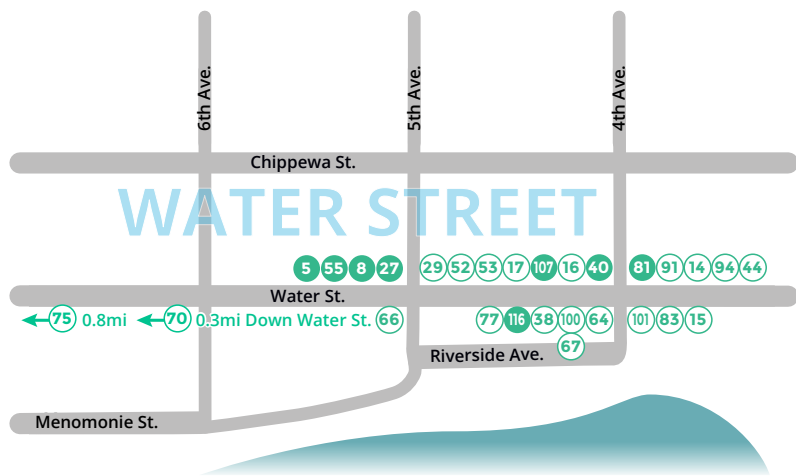 6th Ave.
5th Ave.
4th Ave.
Chippewa St.
WATER STREET
5 55 8 27 29 52 53 17 107 16 40 81 91 14 94 44
Water St.
75 0.8mi 70 0.3mi Down Water St. 66 77 116 38 100 64 101 83 15
67
Riverside Ave.
Menomonie St.